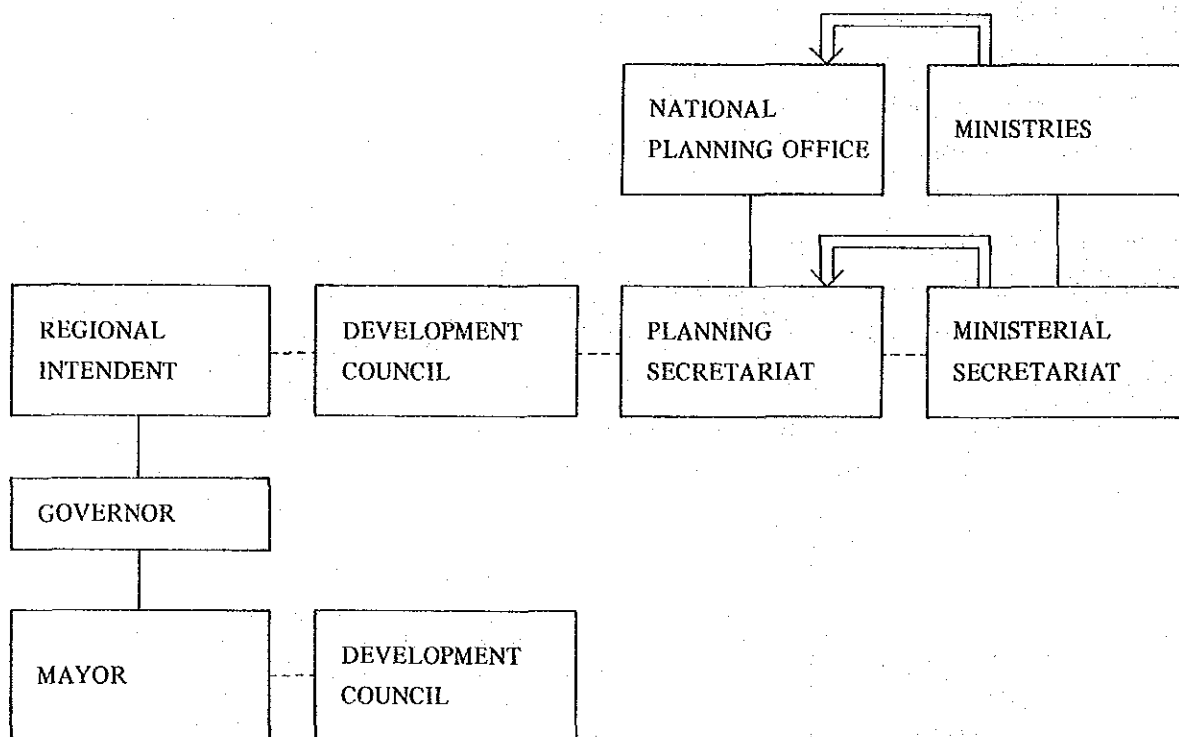 NATIONAL
PLANNING OFFICE
MINISTRIES
REGIONAL
INTENDENT
DEVELOPMENT
COUNCIL
PLANNING
SECRETARIAT
MINISTERIAL
SECRETARIAT
GOVERNOR
MAYOR
DEVELOPMENT
COUNCIL